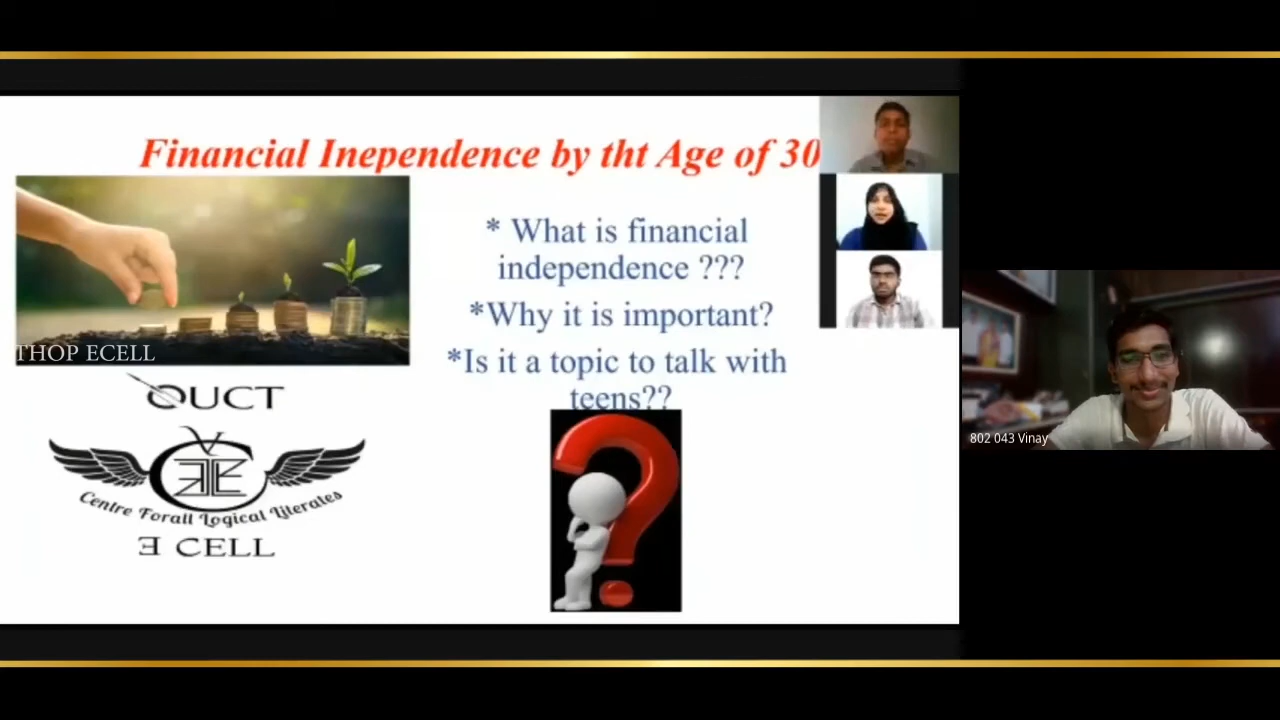 Financial Inependence by tht Age of 30
* What is financial
independence ???
*Why it is important?
*Is it a topic to talk with
teens??
THOP ECELL
OUCT
Centre Forall Logical Literates
E CELL
802 043 Vinay